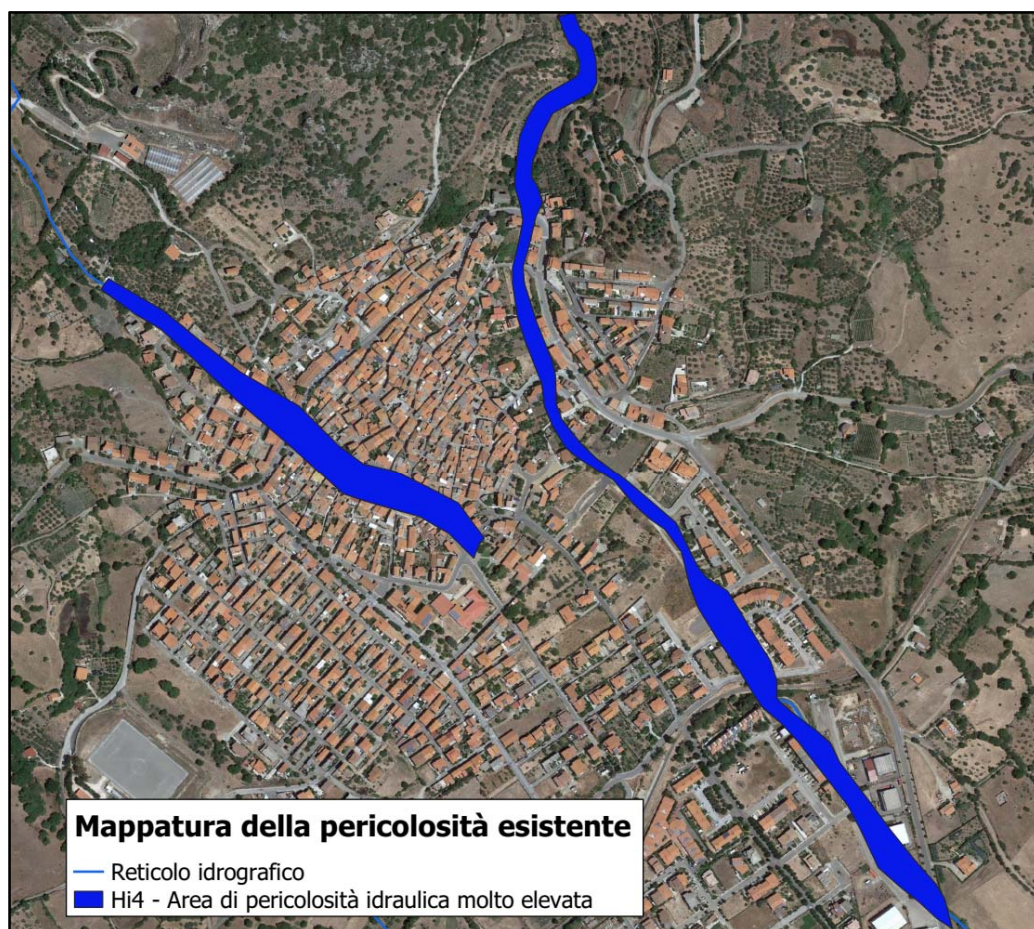 Mappatura della pericolosità esistente
Reticolo idrografico
Hi4 - Area di pericolosità idraulica molto elevata